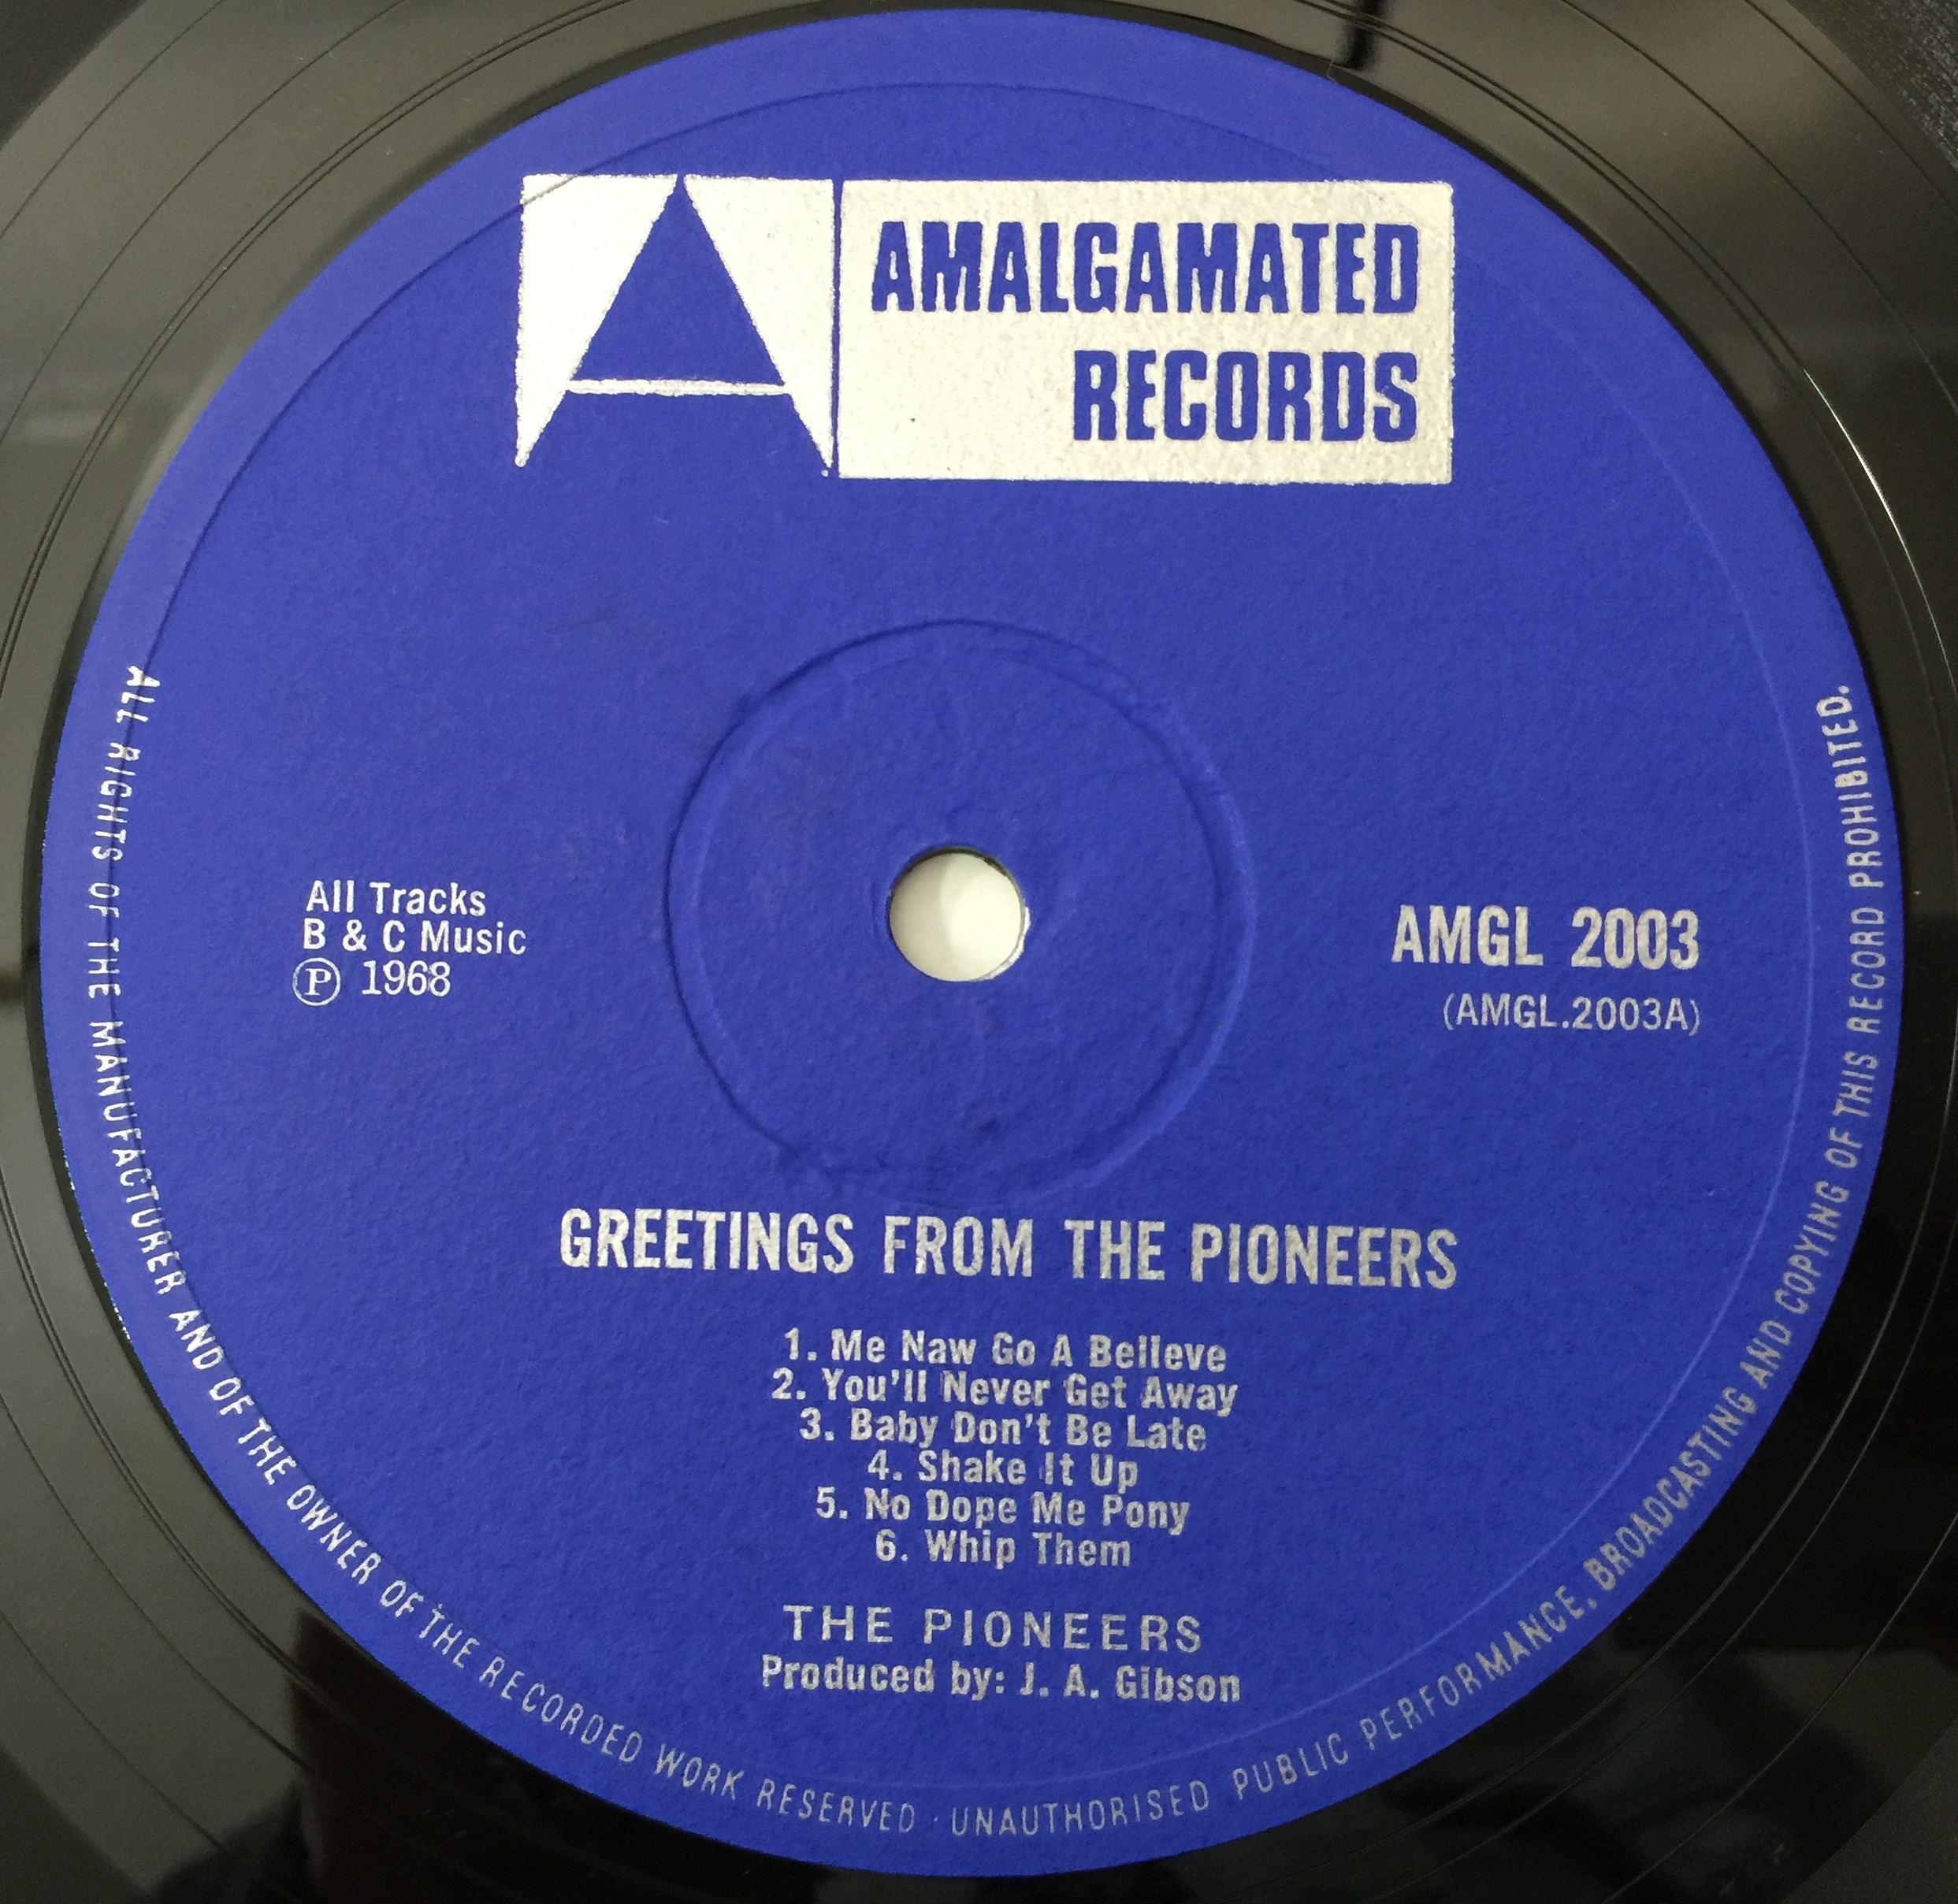 AMALGAMATED
RECORDS
All Tracks
B & C Music
Ⓟ 1968
AMGL 2003
(AMGL.2003A)
GREETINGS FROM THE PIONEERS
1. Me Naw Go A Believe
2. You'll Never Get Away
3. Baby Don't Be Late
4. Shake It Up
5. No Dope Me Pony
6. Whip Them
THE PIONEERS
Produced by: J. A. Gibson
ALL RIGHTS OF THE MANUFACTURER AND OF THE OWNER OF THE RECORDED WORK RESERVED · UNAUTHORISED PUBLIC PERFORMANCE, BROADCASTING AND COPYING OF THIS RECORD PROHIBITED.